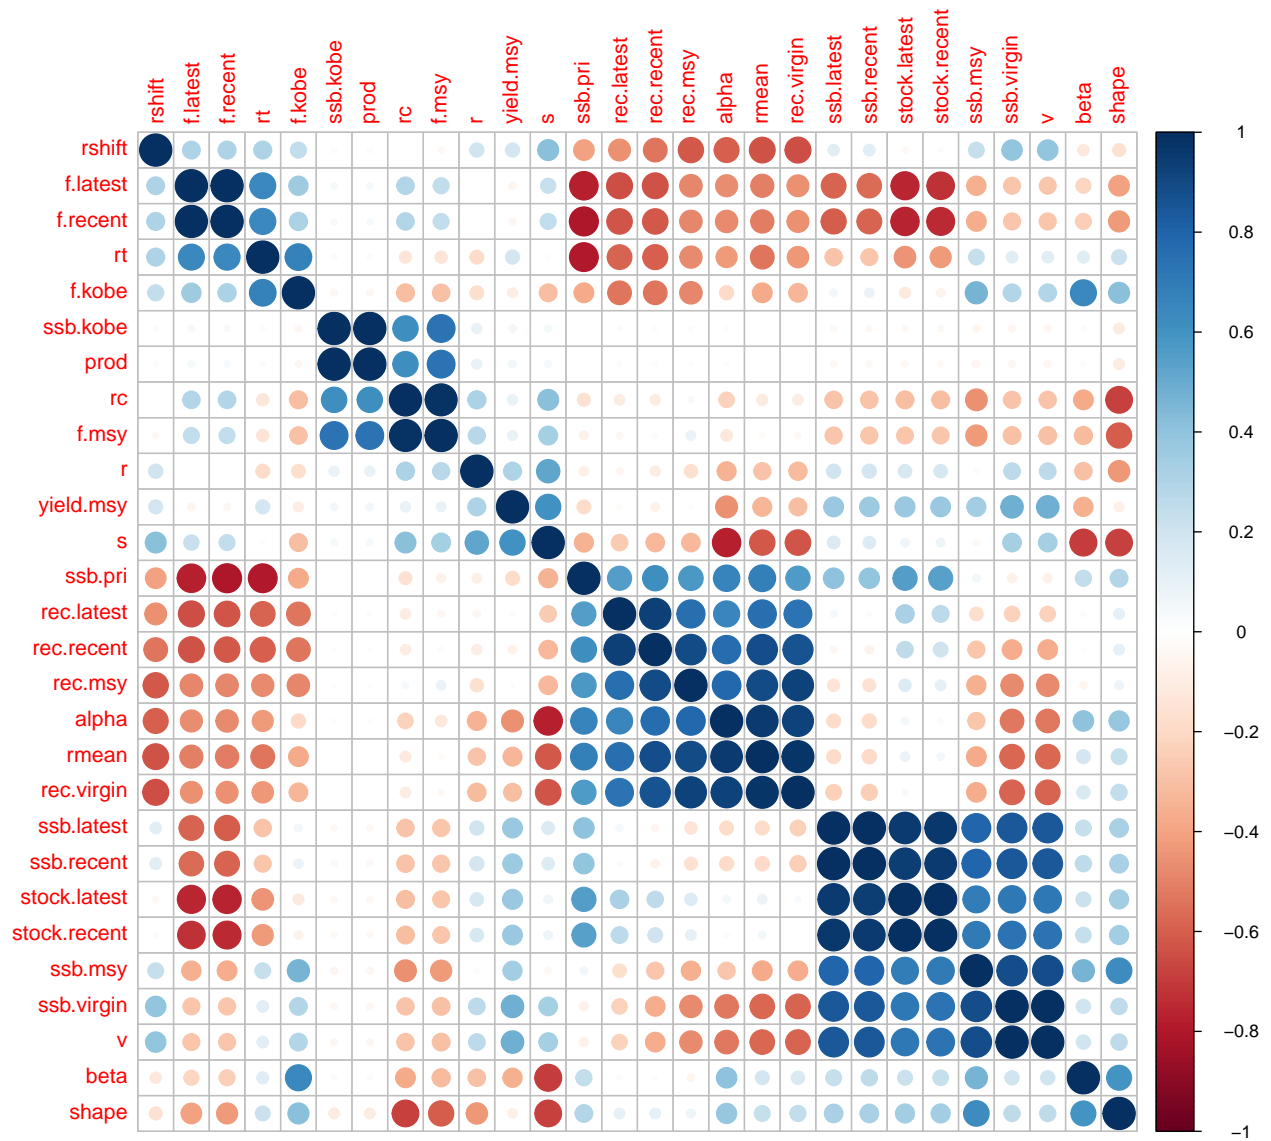 rshift
f.latest
f.recent
rt
f.kobe
ssb.kobe
prod
rc
f.msy
r
yield.msy
s
ssb.pri
rec.latest
rec.recent
rec.msy
alpha
rmean
rec.virgin
ssb.latest
ssb.recent
stock.latest
stock.recent
ssb.msy
ssb.virgin
v
beta
shape
rshift
f.latest
f.recent
rt
f.kobe
ssb.kobe
prod
rc
f.msy
r
yield.msy
s
ssb.pri
rec.latest
rec.recent
rec.msy
alpha
rmean
rec.virgin
ssb.latest
ssb.recent
stock.latest
stock.recent
ssb.msy
ssb.virgin
v
beta
shape
1
0.8
0.6
0.4
0.2
0
−0.2
−0.4
−0.6
−0.8
−1